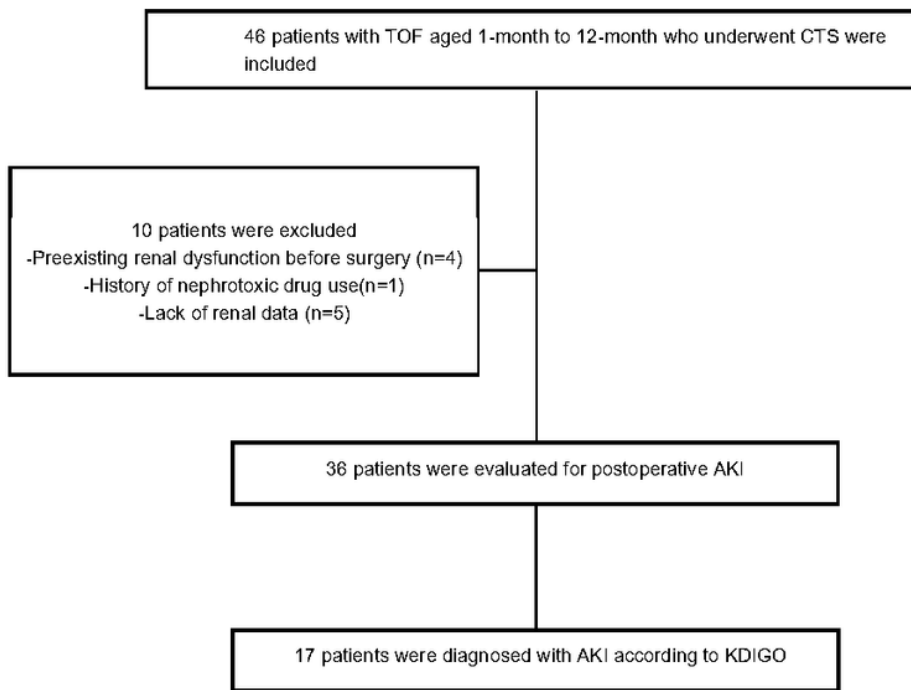 46 patients with TOF aged 1-month to 12-month who underwent CTS were
included
10 patients were excluded
-Preexisting renal dysfunction before surgery (n=4)
-History of nephrotoxic drug use(n=1)
-Lack of renal data (n=5)
36 patients were evaluated for postoperative AKI
17 patients were diagnosed with AKI according to KDIGO